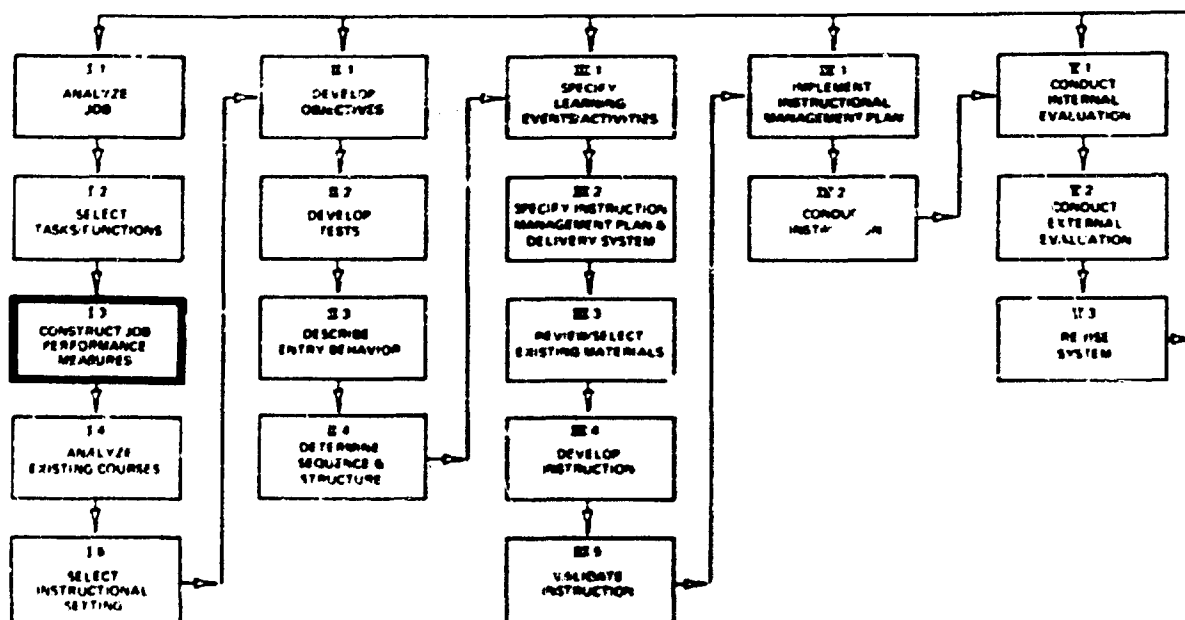 I 1
ANALYZE
JOB
I 2
SELECT
TASKS/FUNCTIONS
I 3
CONSTRUCT JOB
PERFORMANCE
MEASURES
I 4
ANALYZE
EXISTING COURSES
I 5
SELECT
INSTRUCTIONAL
SETTING
II 1
DEVELOP
OBJECTIVES
II 2
DEVELOP
TESTS
II 3
DESCRIBE
ENTRY BEHAVIOR
II 4
DETERMINE
SEQUENCE &
STRUCTURE
III 1
SPECIFY
LEARNING
EVENTS/ACTIVITIES
III 2
SPECIFY INSTRUCTION
MANAGEMENT PLAN &
DELIVERY SYSTEM
III 3
REVIEW/SELECT
EXISTING MATERIALS
III 4
DEVELOP
INSTRUCTION
III 5
VALIDATE
INSTRUCTION
IMPLEMENT
INSTRUCTIONAL
MANAGEMENT PLAN
IV 2
V 1
CONDUCT
INTERNAL
EVALUATION
V 2
CONDUCT
EXTERNAL
EVALUATION
V 3
SYSTEM